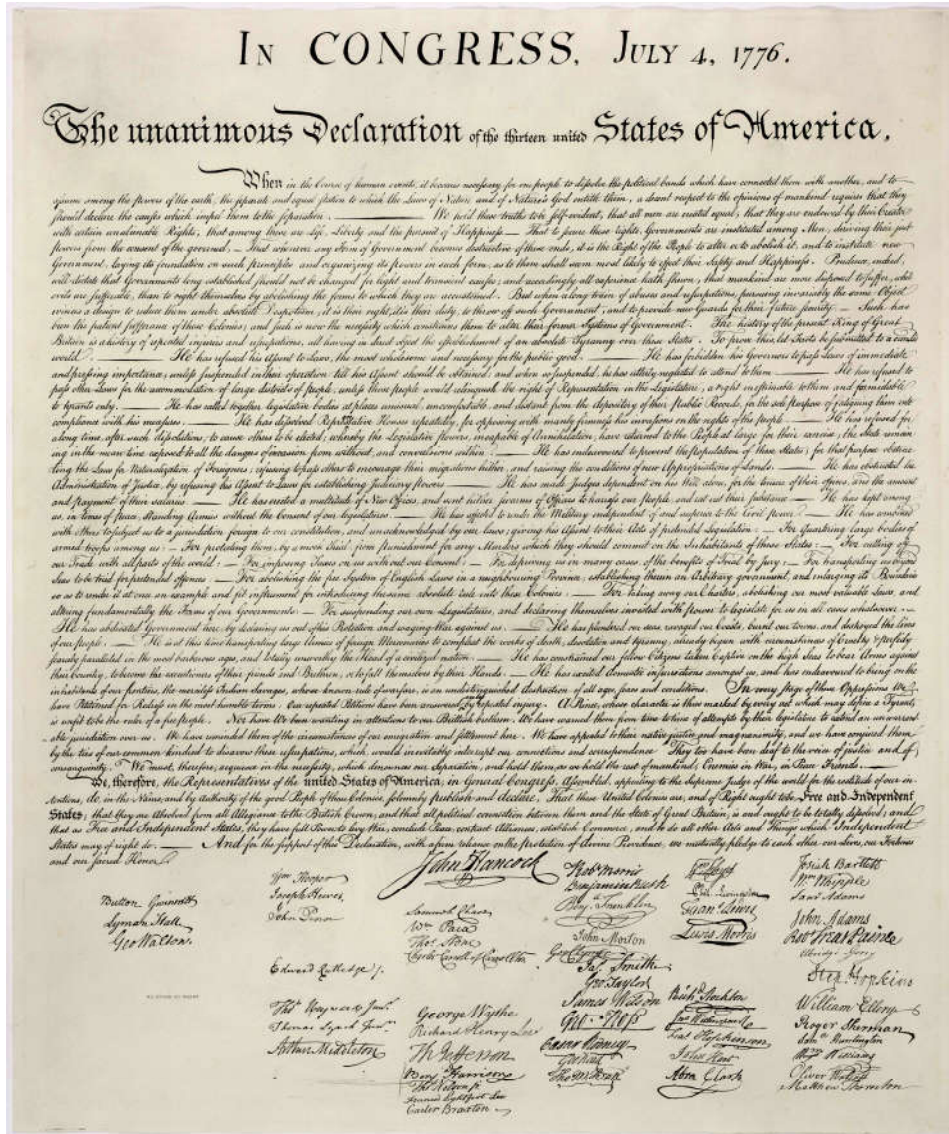 IN CONGRESS, JULY 4, 1776.
The unanimous Declaration of the thirteen united States of America,
When in the Course of human events, it becomes necessary for one people to dissolve the political bands which have connected them with another, and to
assume among the powers of the earth, the separate and equal station to which the Laws of Nature and of Nature's God entitle them, a decent respect to the opinions of mankind requires that they
should declare the causes which impel them to the separation. — We hold these truths to be self-evident, that all men are created equal, that they are endowed by their Creator
with certain unalienable Rights, that among these are Life, Liberty and the pursuit of Happiness. — That to secure these rights, Governments are instituted among Men, deriving their just
powers from the consent of the governed, — That whenever any Form of Government becomes destructive of these ends, it is the Right of the People to alter or to abolish it, and to institute new
Government, laying its foundation on such principles and organizing its powers in such form, as to them shall seem most likely to effect their Safety and Happiness. Prudence, indeed,
will dictate that Governments long established should not be changed for light and transient causes; and accordingly all experience hath shewn, that mankind are more disposed to suffer, while
evils are sufferable, than to right themselves by abolishing the forms to which they are accustomed. But when a long train of abuses and usurpations, pursuing invariably the same Object
evinces a design to reduce them under absolute Despotism, it is their right, it is their duty, to throw off such Government, and to provide new Guards for their future security. — Such has
been the patient sufferance of these Colonies; and such is now the necessity which constrains them to alter their former Systems of Government. The history of the present King of Great
Britain is a history of repeated injuries and usurpations, all having in direct object the establishment of an absolute Tyranny over these States. To prove this, let Facts be submitted to a candid
world. — He has refused his Assent to Laws, the most wholesome and necessary for the public good. — He has forbidden his Governors to pass Laws of immediate
and pressing importance, unless suspended in their operation till his Assent should be obtained; and when so suspended, he has utterly neglected to attend to them. — He has refused to
pass other Laws for the accommodation of large districts of people, unless those people would relinquish the right of Representation in the Legislature, a right inestimable to them and formidable
to tyrants only. — He has called together legislative bodies at places unusual, uncomfortable, and distant from the depository of their public Records, for the sole purpose of fatiguing them into
compliance with his measures. — He has dissolved Representative Houses repeatedly, for opposing with manly firmness his invasions on the rights of the people. — He has refused for
a long time, after such dissolutions, to cause others to be elected; whereby the Legislative powers, incapable of Annihilation, have returned to the People at large for their exercise; the State remain-
ing in the mean time exposed to all the dangers of invasion from without, and convulsions within. — He has endeavoured to prevent the population of these States; for that purpose obstruc-
ting the Laws for Naturalization of Foreigners; refusing to pass others to encourage their migrations hither, and raising the conditions of new Appropriations of Lands. — He has obstructed the
Administration of Justice, by refusing his Assent to Laws for establishing Judiciary powers. — He has made Judges dependent on his Will alone, for the tenure of their offices, and the amount
and payment of their salaries. — He has erected a multitude of New Offices, and sent hither swarms of Officers to harrass our people, and eat out their substance. — He has kept among
us, in times of peace, Standing Armies without the Consent of our legislatures. — He has affected to render the Military independent of and superior to the Civil power. — He has combined
with others to subject us to a jurisdiction foreign to our constitution, and unacknowledged by our laws; giving his Assent to their Acts of pretended Legislation: — For Quartering large bodies of
armed troops among us: — For protecting them, by a mock Trial, from punishment for any Murders which they should commit on the Inhabitants of these States: — For cutting off
our Trade with all parts of the world: — For imposing Taxes on us without our Consent: — For depriving us in many cases, of the benefits of Trial by Jury: — For transporting us beyond
Seas to be tried for pretended offences: — For abolishing the free System of English Laws in a neighbouring Province, establishing therein an Arbitrary government, and enlarging its Boundaries
so as to render it at once an example and fit instrument for introducing the same absolute rule into these Colonies: — For taking away our Charters, abolishing our most valuable Laws, and
altering fundamentally the Forms of our Governments: — For suspending our own Legislatures, and declaring themselves invested with power to legislate for us in all cases whatsoever. —
He has abdicated Government here, by declaring us out of his Protection and waging War against us. — He has plundered our seas, ravaged our Coasts, burnt our towns, and destroyed the lives
of our people. — He is at this time transporting large Armies of foreign Mercenaries to compleat the works of death, desolation and tyranny, already begun with circumstances of Cruelty & perfidy
scarcely paralleled in the most barbarous ages, and totally unworthy the Head of a civilized nation. — He has constrained our fellow Citizens taken Captive on the high Seas to bear Arms against
their Country, to become the executioners of their friends and Brethren, or to fall themselves by their Hands. — He has excited domestic insurrections amongst us, and has endeavoured to bring on the
inhabitants of our frontiers, the merciless Indian Savages, whose known rule of warfare, is an undistinguished destruction of all ages, sexes and conditions. In every stage of these Oppressions We
have Petitioned for Redress in the most humble terms: Our repeated Petitions have been answered only by repeated injury. A Prince, whose character is thus marked by every act which may define a Tyrant,
is unfit to be the ruler of a free people. Nor have We been wanting in attentions to our Brittish brethren. We have warned them from time to time of attempts by their legislature to extend an unwarrant-
able jurisdiction over us. We have reminded them of the circumstances of our emigration and settlement here. We have appealed to their native justice and magnanimity, and we have conjured them
by the ties of our common kindred to disavow these usurpations, which, would inevitably interrupt our connections and correspondence. They too have been deaf to the voice of justice and of
consanguinity. We must, therefore, acquiesce in the necessity, which denounces our Separation, and hold them, as we hold the rest of mankind, Enemies in War, in Peace Friends. —
We, therefore, the Representatives of the united States of America, in General Congress, Assembled, appealing to the Supreme Judge of the world for the rectitude of our in-
tentions, do, in the Name, and by Authority of the good People of these Colonies, solemnly publish and declare, That these United Colonies are, and of Right ought to be Free and Independent
States; that they are Absolved from all Allegiance to the British Crown, and that all political connection between them and the State of Great Britain, is and ought to be totally dissolved; and
that as Free and Independent States, they have full Power to levy War, conclude Peace, contract Alliances, establish Commerce, and to do all other Acts and Things which Independent
States may of right do. — And for the support of this Declaration, with a firm reliance on the protection of divine Providence, we mutually pledge to each other our Lives, our Fortunes
and our sacred Honor.
Button Gwinnett
Lyman Hall
Geo Walton.
Wm Hooper
Joseph Hewes,
John Penn
Edward Rutledge /.
Thos Heyward Junr.
Thomas Lynch Junr.
Arthur Middleton
John Hancock
Samuel Chase
Wm Paca
Thos Stone
Charles Carroll of Carrollton
George Wythe
Richard Henry Lee
Th Jefferson
Benj Harrison
Thos Nelson jr.
Francis Lightfoot Lee
Carter Braxton
Robt Morris
Benjamin Rush
Benj. Franklin
John Morton
Geo Clymer
Jas. Smith
Geo. Taylor
James Wilson
Geo. Ross
Caesar Rodney
Geo Read
Tho M:Kean
Wm Floyd
Phil. Livingston
Frans. Lewis
Lewis Morris
Richd. Stockton
Jno Witherspoon
Fras. Hopkinson
John Hart
Abra Clark
Josiah Bartlett
Wm Whipple
Saml Adams
John Adams
Robt Treat Paine
Elbridge Gerry
Step. Hopkins
William Ellery
Roger Sherman
Saml Huntington
Wm Williams
Oliver Wolcott
Matthew Thornton